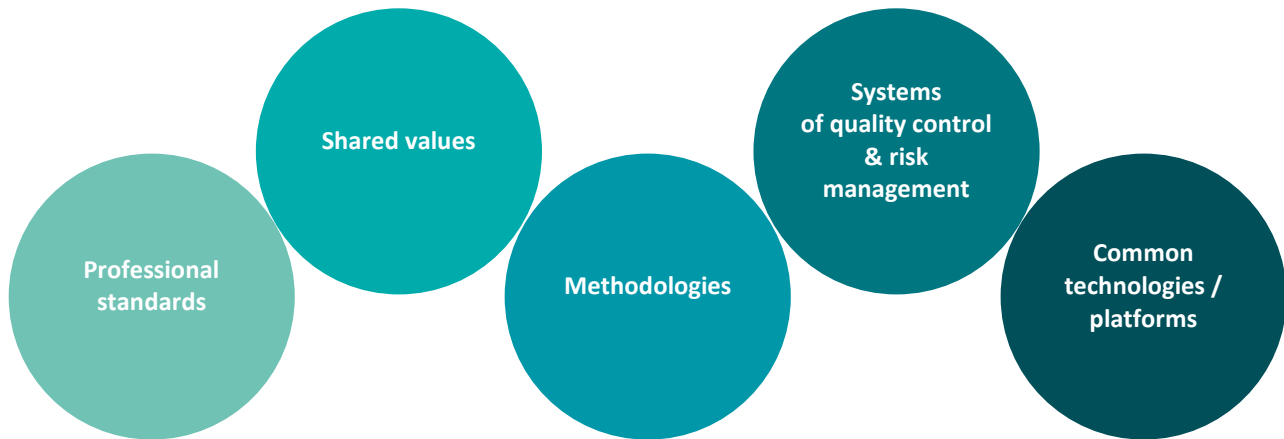 Professional
standards
Shared values
Methodologies
Systems
of quality control
& risk
management
Common
technologies /
platforms